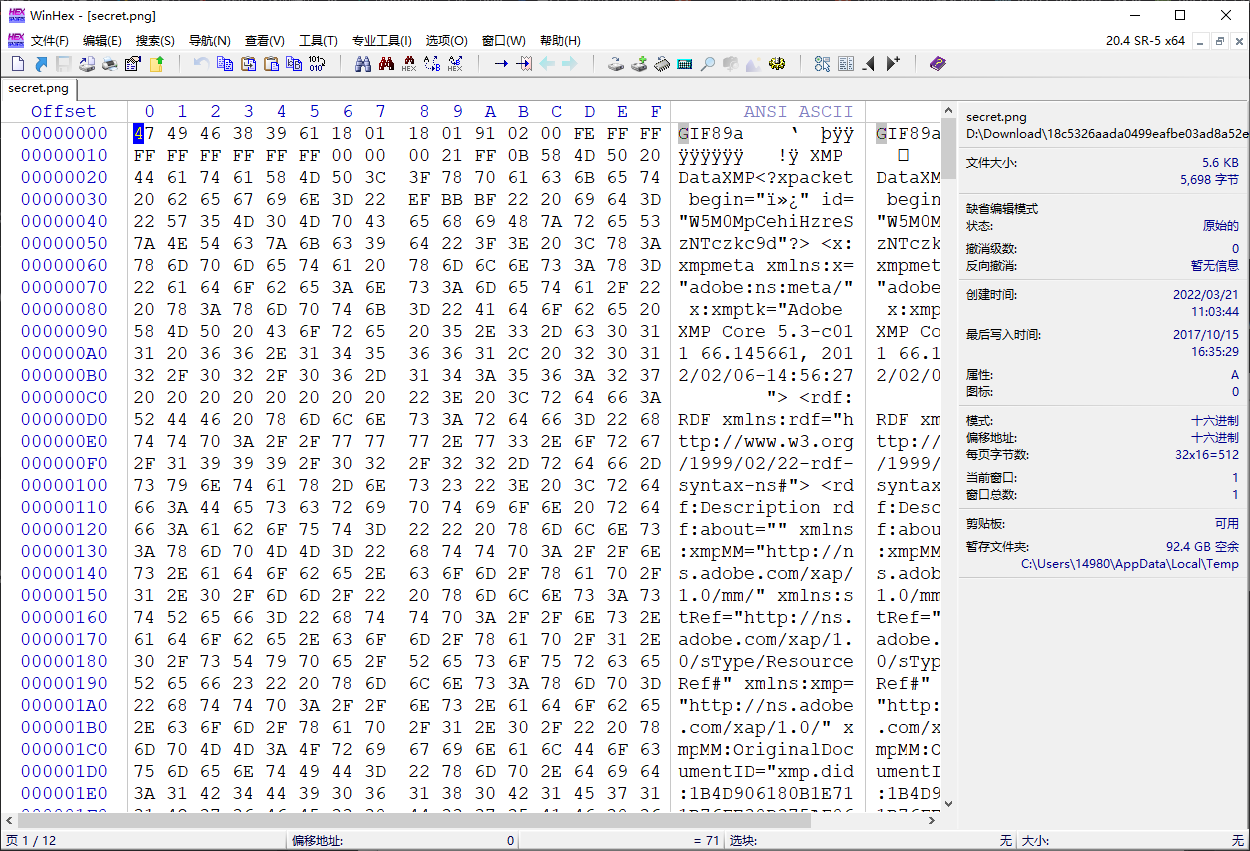 WinHex - [secret.png]
文件(F) 编辑(E) 搜索(S) 导航(N) 查看(V) 工具(T) 专业工具(I) 选项(O) 窗口(W) 帮助(H) 20.4 SR-5 x64
secret.png
Offset 0 1 2 3 4 5 6 7 8 9 A B C D E F ANSI ASCII
00000000 47 49 46 38 39 61 18 01 18 01 91 02 00 FE FF FF GIF89a ‘ þÿÿ GIF89a
00000010 FF FF FF FF FF FF 00 00 00 21 FF 0B 58 4D 50 20 ÿÿÿÿÿÿ !ÿ XMP
00000020 44 61 74 61 58 4D 50 3C 3F 78 70 61 63 6B 65 74 DataXMP<?xpacket DataXM
00000030 20 62 65 67 69 6E 3D 22 EF BB BF 22 20 69 64 3D begin="ï»¿" id= begin
00000040 22 57 35 4D 30 4D 70 43 65 68 69 48 7A 72 65 53 "W5M0MpCehiHzreS "W5M0M
00000050 7A 4E 54 63 7A 6B 63 39 64 22 3F 3E 20 3C 78 3A zNTczkc9d"?> <x: zNTczk
00000060 78 6D 70 6D 65 74 61 20 78 6D 6C 6E 73 3A 78 3D xmpmeta xmlns:x= xmpmet
00000070 22 61 64 6F 62 65 3A 6E 73 3A 6D 65 74 61 2F 22 "adobe:ns:meta/" "adobe
00000080 20 78 3A 78 6D 70 74 6B 3D 22 41 64 6F 62 65 20 x:xmptk="Adobe x:xmp
00000090 58 4D 50 20 43 6F 72 65 20 35 2E 33 2D 63 30 31 XMP Core 5.3-c01 XMP Co
000000A0 31 20 36 36 2E 31 34 35 36 36 31 2C 20 32 30 31 1 66.145661, 201 1 66.1
000000B0 32 2F 30 32 2F 30 36 2D 31 34 3A 35 36 3A 32 37 2/02/06-14:56:27 2/02/0
000000C0 20 20 20 20 20 20 20 20 22 3E 20 3C 72 64 66 3A "> <rdf:
000000D0 52 44 46 20 78 6D 6C 6E 73 3A 72 64 66 3D 22 68 RDF xmlns:rdf="h RDF xm
000000E0 74 74 70 3A 2F 2F 77 77 77 2E 77 33 2E 6F 72 67 ttp://www.w3.org ttp://
000000F0 2F 31 39 39 39 2F 30 32 2F 32 32 2D 72 64 66 2D /1999/02/22-rdf- /1999/
00000100 73 79 6E 74 61 78 2D 6E 73 23 22 3E 20 3C 72 64 syntax-ns#"> <rd syntax
00000110 66 3A 44 65 73 63 72 69 70 74 69 6F 6E 20 72 64 f:Description rd f:Desc
00000120 66 3A 61 62 6F 75 74 3D 22 22 20 78 6D 6C 6E 73 f:about="" xmlns f:abou
00000130 3A 78 6D 70 4D 4D 3D 22 68 74 74 70 3A 2F 2F 6E :xmpMM="http://n :xmpMM
00000140 73 2E 61 64 6F 62 65 2E 63 6F 6D 2F 78 61 70 2F s.adobe.com/xap/ s.adob
00000150 31 2E 30 2F 6D 6D 2F 22 20 78 6D 6C 6E 73 3A 73 1.0/mm/" xmlns:s 1.0/mm
00000160 74 52 65 66 3D 22 68 74 74 70 3A 2F 2F 6E 73 2E tRef="http://ns. tRef="
00000170 61 64 6F 62 65 2E 63 6F 6D 2F 78 61 70 2F 31 2E adobe.com/xap/1. adobe.
00000180 30 2F 73 54 79 70 65 2F 52 65 73 6F 75 72 63 65 0/sType/Resource 0/sTyp
00000190 52 65 66 23 22 20 78 6D 6C 6E 73 3A 78 6D 70 3D Ref#" xmlns:xmp= Ref#"
000001A0 22 68 74 74 70 3A 2F 2F 6E 73 2E 61 64 6F 62 65 "http://ns.adobe "http:
000001B0 2E 63 6F 6D 2F 78 61 70 2F 31 2E 30 2F 22 20 78 .com/xap/1.0/" x .com/x
000001C0 6D 70 4D 4D 3A 4F 72 69 67 69 6E 61 6C 44 6F 63 mpMM:OriginalDoc mpMM:O
000001D0 75 6D 65 6E 74 49 44 3D 22 78 6D 70 2E 64 69 64 umentID="xmp.did umentI
000001E0 3A 31 42 34 44 39 30 36 31 38 30 42 31 45 37 31 :1B4D906180B1E71 :1B4D9
secret.png
D:\Download\18c5326aada0499eafbe03ad8a52e
文件大小: 5.6 KB
5,698 字节
缺省编辑模式
状态: 原始的
撤消级数: 0
反向撤消: 暂无信息
创建时间: 2022/03/21
11:03:44
最后写入时间: 2017/10/15
16:35:29
属性: A
图标: 0
模式: 十六进制
偏移地址: 十六进制
每页字节数: 32x16=512
当前窗口: 1
窗口总数: 1
剪贴板: 可用
暂存文件夹: 92.4 GB 空余
C:\Users\14980\AppData\Local\Temp
页 1 / 12 偏移地址: 0 = 71 选块: 无 大小: 无